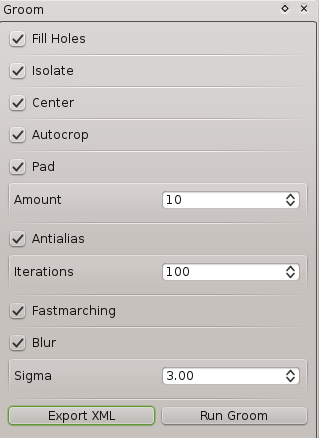 Groom
Fill Holes
Isolate
Center
Autocrop
Pad
Amount 10
Antialias
Iterations 100
Fastmarching
Blur
Sigma 3.00
Export XML Run Groom